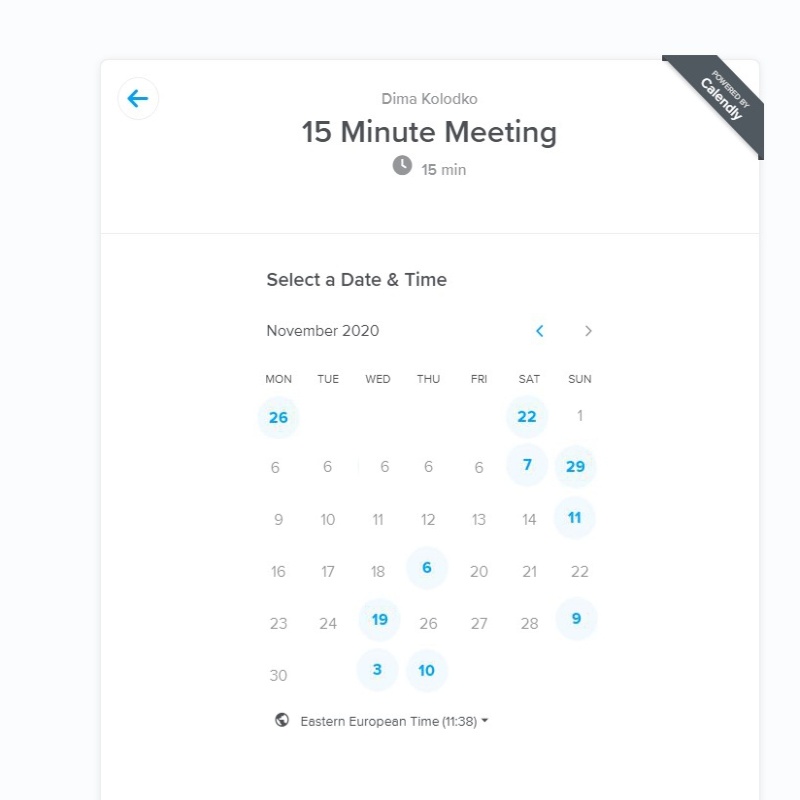 POWERED BY
Calendly
Dima Kolodko
15 Minute Meeting
15 min
Select a Date & Time
November 2020
MON TUE WED THU FRI SAT SUN
26 22 1
6 6 6 6 6 7 29
9 10 11 12 13 14 11
16 17 18 6 20 21 22
23 24 19 26 27 28 9
30 3 10
Eastern European Time (11:38)